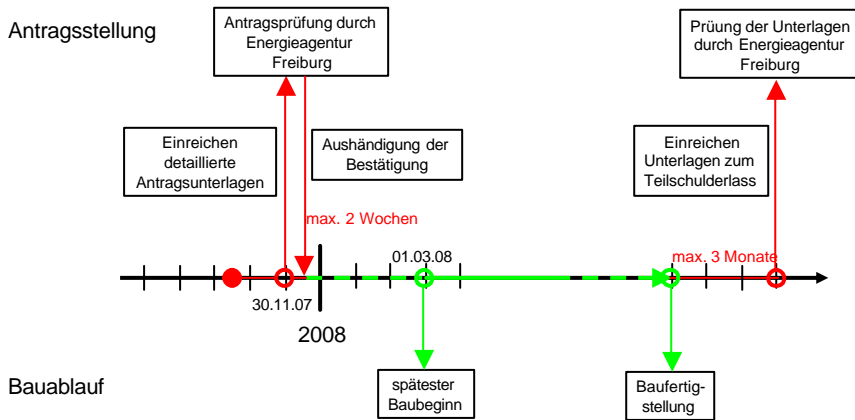 Antragsstellung
Antragsprüfung durch
Energieagentur
Freiburg
Prüung der Unterlagen
durch Energieagentur
Freiburg
Einreichen
detaillierte
Antragsunterlagen
Aushändigung der
Bestätigung
Einreichen
Unterlagen zum
Teilschulderlass
max. 2 Wochen
01.03.08
max. 3 Monate
30.11.07
2008
Bauablauf
spätester
Baubeginn
Baufertig-
stellung